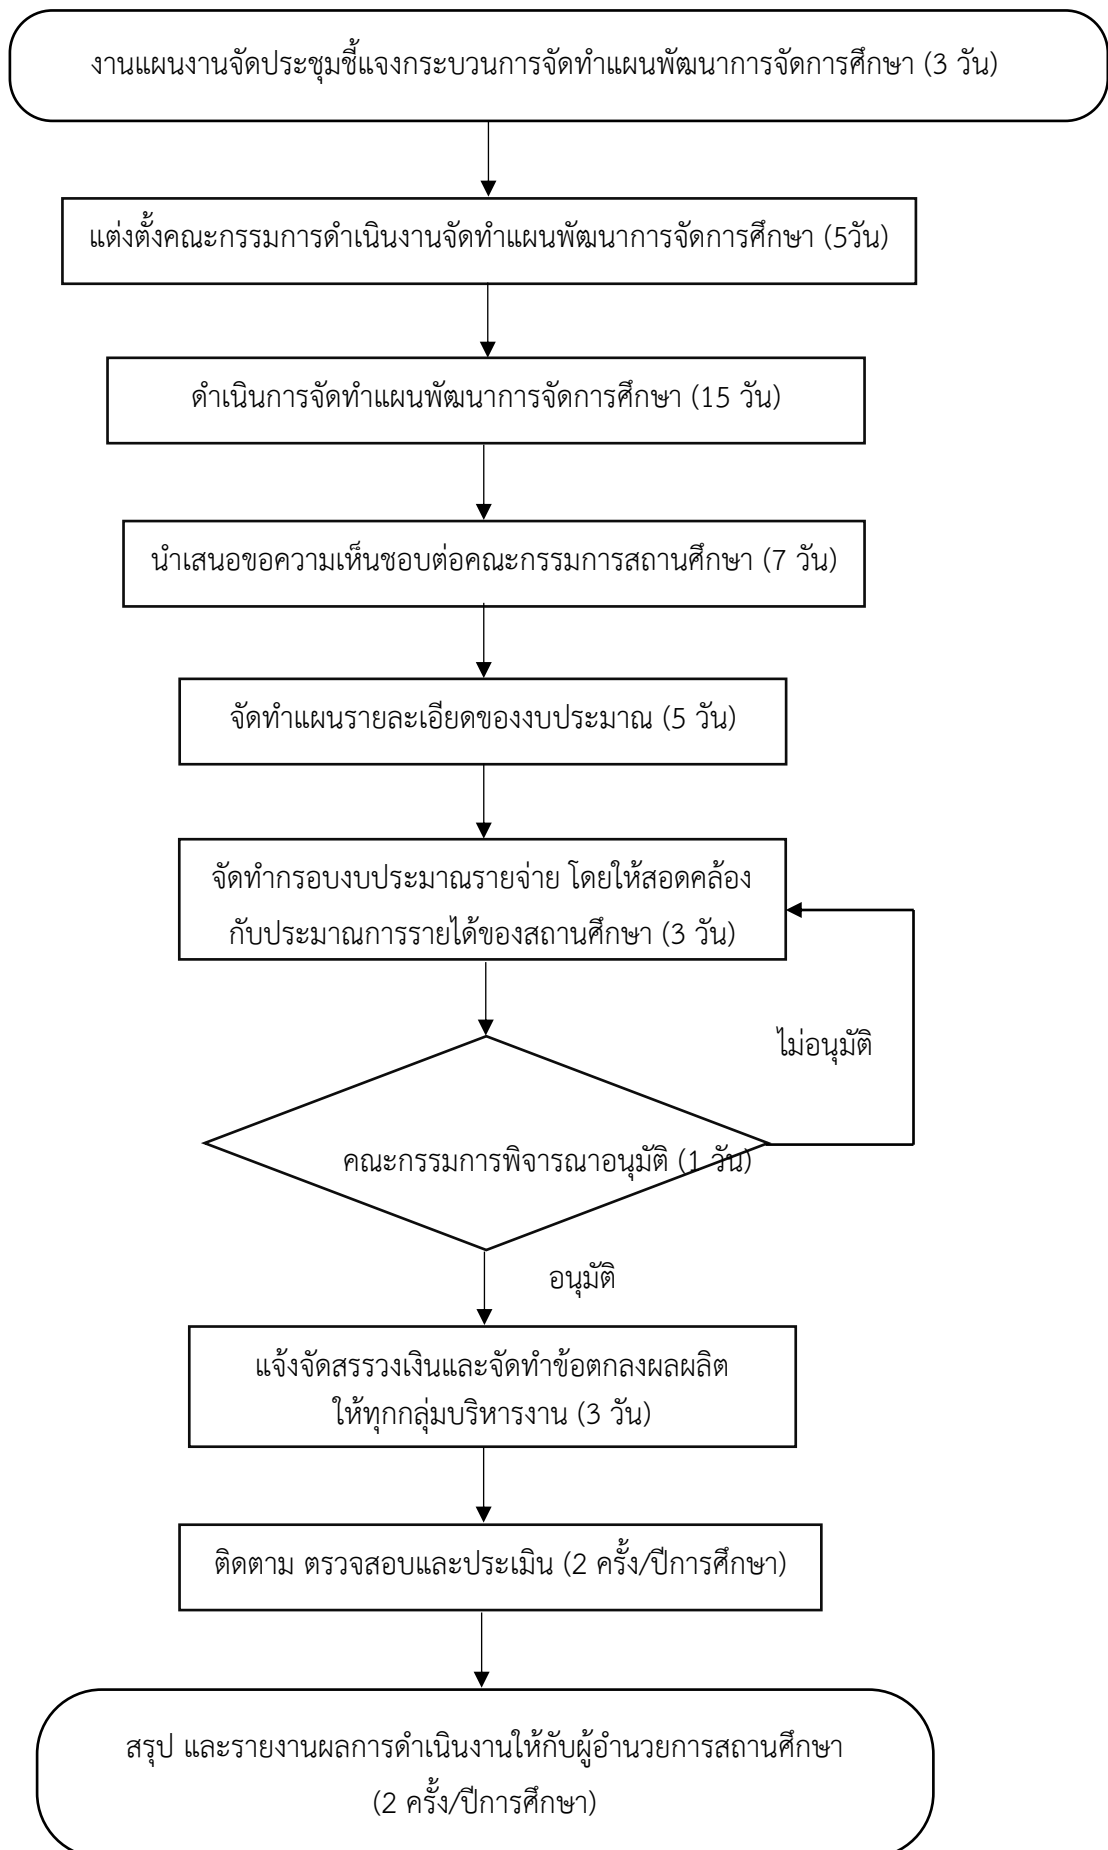 งานแผนงานจัดประชุมชี้แจงกระบวนการจัดทำแผนพัฒนาการจัดการศึกษา (3 วัน)
แต่งตั้งคณะกรรมการดำเนินงานจัดทำแผนพัฒนาการจัดการศึกษา (5วัน)
ดำเนินการจัดทำแผนพัฒนาการจัดการศึกษา (15 วัน)
นำเสนอขอความเห็นชอบต่อคณะกรรมการสถานศึกษา (7 วัน)
จัดทำแผนรายละเอียดของงบประมาณ (5 วัน)
จัดทำกรอบงบประมาณรายจ่าย โดยให้สอดคล้อง
กับประมาณการรายได้ของสถานศึกษา (3 วัน)
ไม่อนุมัติ
คณะกรรมการพิจารณาอนุมัติ (1 วัน)
อนุมัติ
แจ้งจัดสรรวงเงินและจัดทำข้อตกลงผลผลิต
ให้ทุกกลุ่มบริหารงาน (3 วัน)
ติดตาม ตรวจสอบและประเมิน (2 ครั้ง/ปีการศึกษา)
สรุป และรายงานผลการดำเนินงานให้กับผู้อำนวยการสถานศึกษา
(2 ครั้ง/ปีการศึกษา)